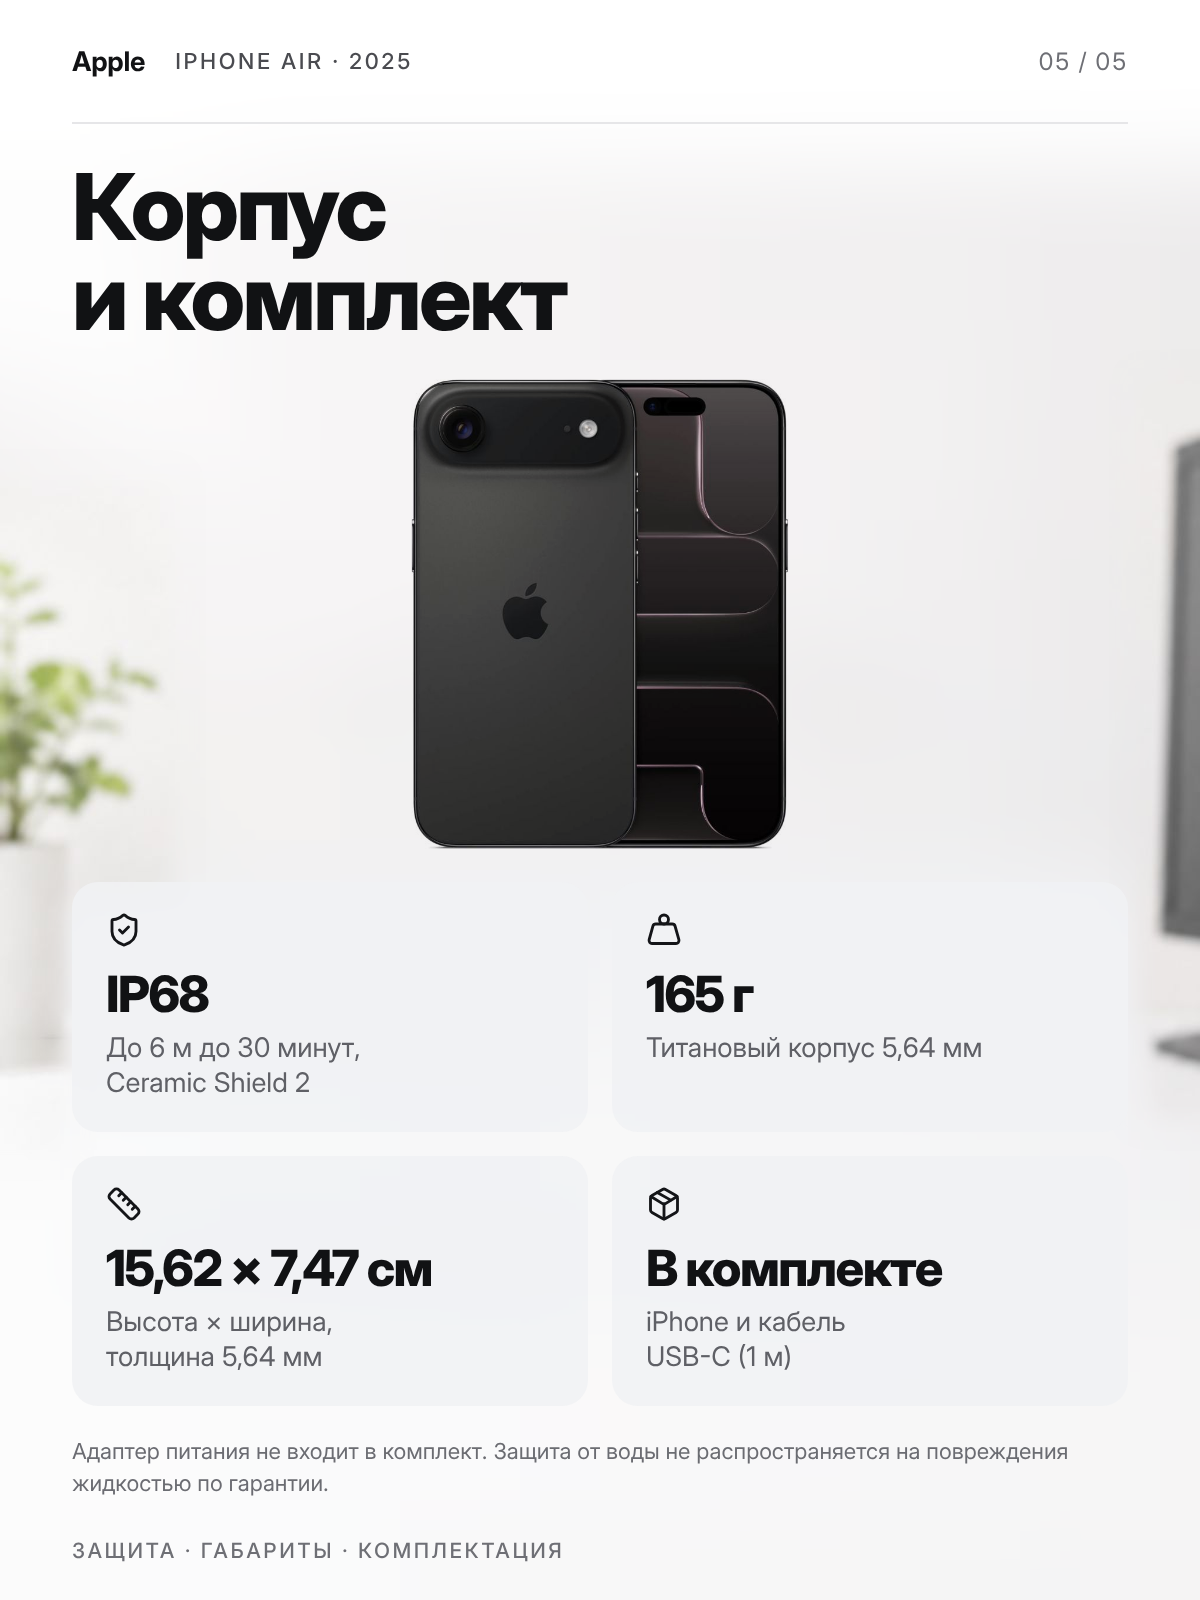 Apple IPHONE AIR · 2025 05 / 05
Корпус
и комплект
IP68
До 6 м до 30 минут,
Ceramic Shield 2
165 г
Титановый корпус 5,64 мм
15,62 × 7,47 см
Высота × ширина,
толщина 5,64 мм
В комплекте
iPhone и кабель
USB-C (1 м)
Адаптер питания не входит в комплект. Защита от воды не распространяется на повреждения
жидкостью по гарантии.
ЗАЩИТА · ГАБАРИТЫ · КОМПЛЕКТАЦИЯ